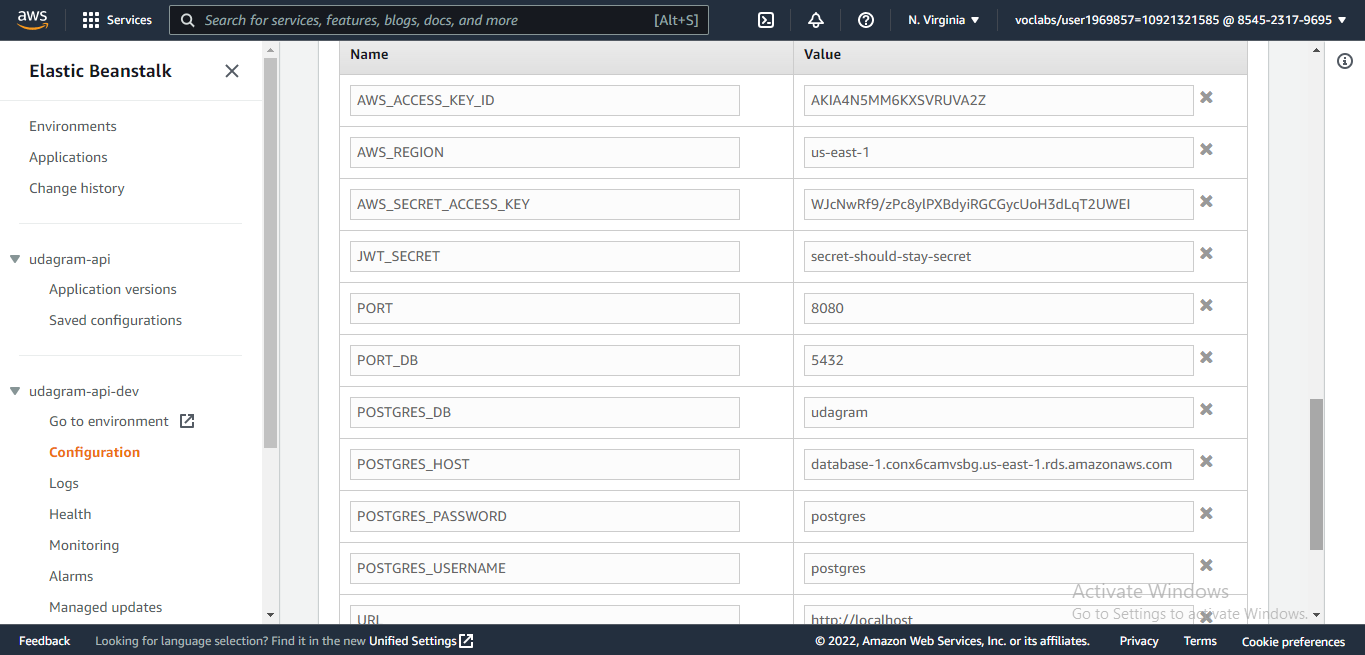 aws
Services
Search for services, features, blogs, docs, and more
[Alt+S]
N. Virginia
voclabs/user1969857=10921321585 @ 8545-2317-9695
Elastic Beanstalk
Environments
Applications
Change history
udagram-api
Application versions
Saved configurations
udagram-api-dev
Go to environment
Configuration
Logs
Health
Monitoring
Alarms
Managed updates
Name Value
AWS_ACCESS_KEY_ID AKIA4N5MM6KXSVRUVA2Z
AWS_REGION us-east-1
AWS_SECRET_ACCESS_KEY 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
JWT_SECRET secret-should-stay-secret
PORT 8080
PORT_DB 5432
POSTGRES_DB udagram
POSTGRES_HOST database-1.conx6camvsbg.us-east-1.rds.amazonaws.com
POSTGRES_PASSWORD postgres
POSTGRES_USERNAME postgres
URL http://localhost
Activate Windows
Go to Settings to activate Windows.
Feedback
Looking for language selection? Find it in the new Unified Settings
© 2022, Amazon Web Services, Inc. or its affiliates.
Privacy
Terms
Cookie preferences